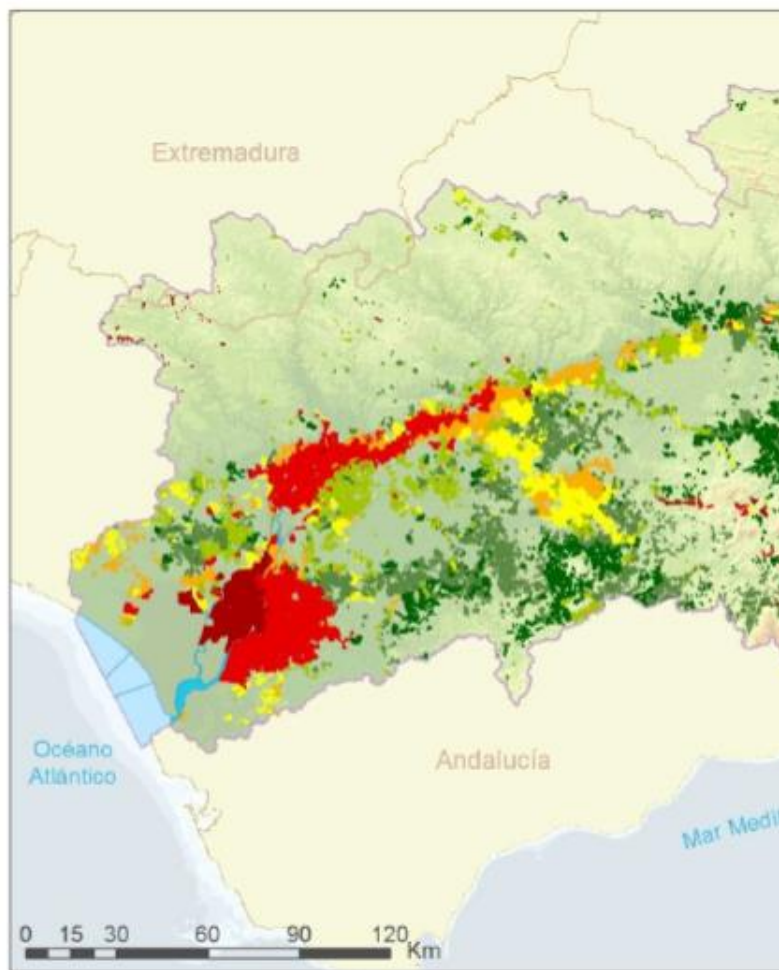 Extremadura
Océano
Atlántico
Andalucía
Mar Medi
0 15 30 60 90 120
Km